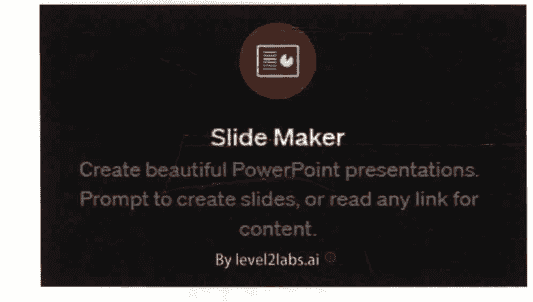 Slide Maker
Create beautiful PowerPoint presentations.
Prompt to create slides, or read any link for
content.
By level2labs.ai